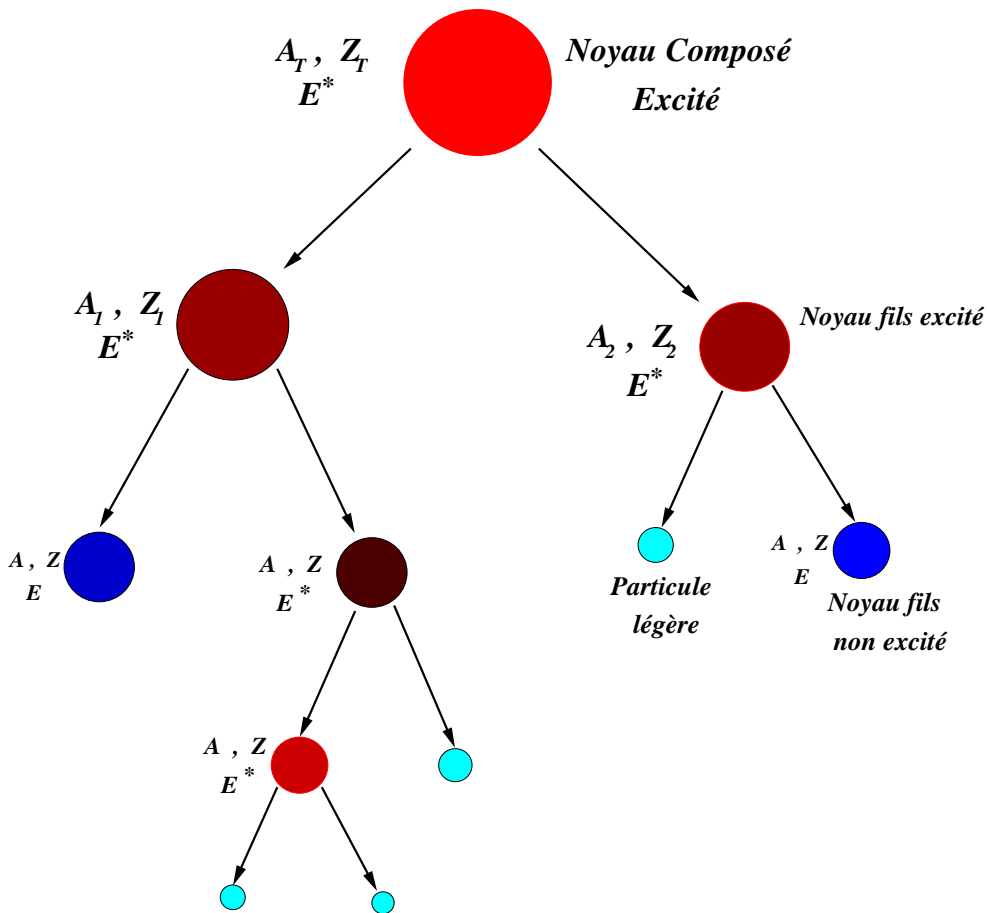 A_T , Z_T
E*
Noyau Composé
Excité
A_1 , Z_1
E*
A_2 , Z_2
E*
Noyau fils excité
A , Z
E
A , Z
E*
Particule
légère
A , Z
E
Noyau fils
non excité
A , Z
E*